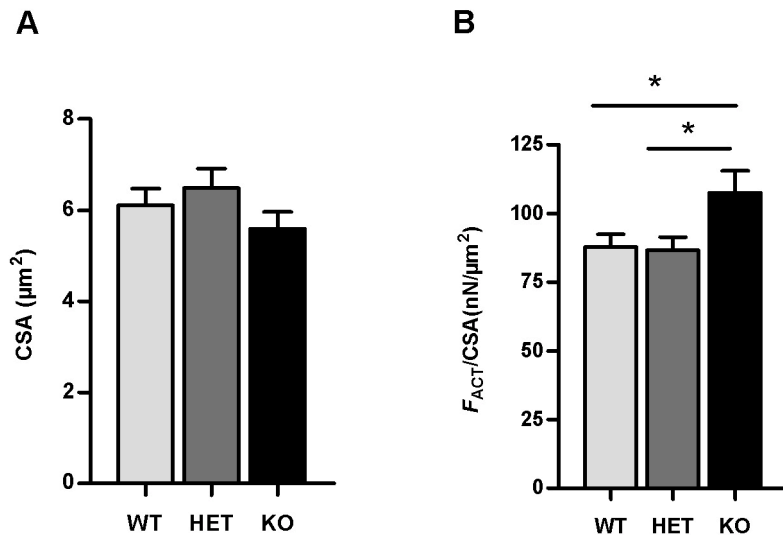 A
CSA (µm²)
8
6
4
2
0
WT HET KO
B
*
*
F_ACT/CSA(nN/µm²)
125
100
75
50
25
0
WT HET KO